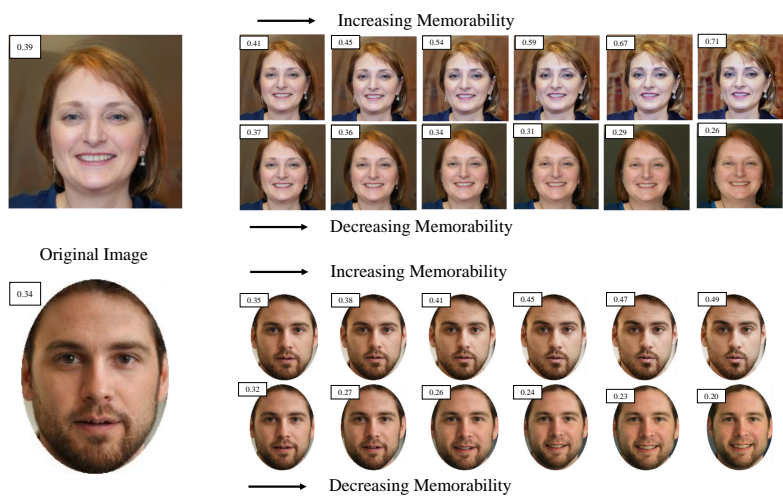 Increasing Memorability
0.39
0.41 0.45 0.54 0.59 0.67 0.71
0.37 0.36 0.34 0.31 0.29 0.26
Decreasing Memorability
Original Image
Increasing Memorability
0.34
0.35 0.38 0.41 0.45 0.47 0.49
0.32 0.27 0.26 0.24 0.23 0.20
Decreasing Memorability